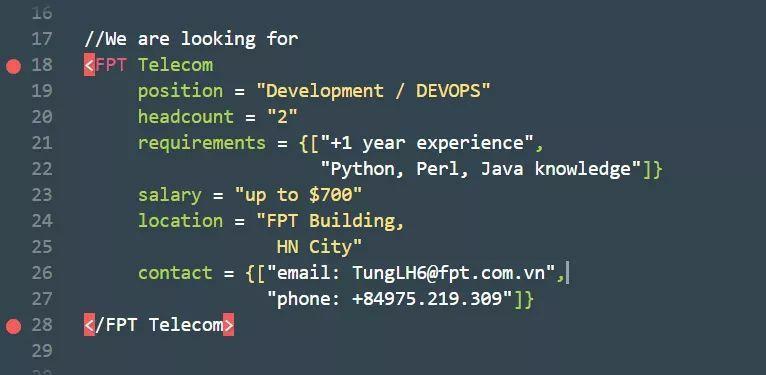 16
17 //We are looking for
18 <FPT Telecom
19 position = "Development / DEVOPS"
20 headcount = "2"
21 requirements = {["+1 year experience",
22 "Python, Perl, Java knowledge"]}
23 salary = "up to $700"
24 location = "FPT Building,
25 HN City"
26 contact = {["email: TungLH6@fpt.com.vn",
27 "phone: +84975.219.309"]}
28 </FPT Telecom>
29